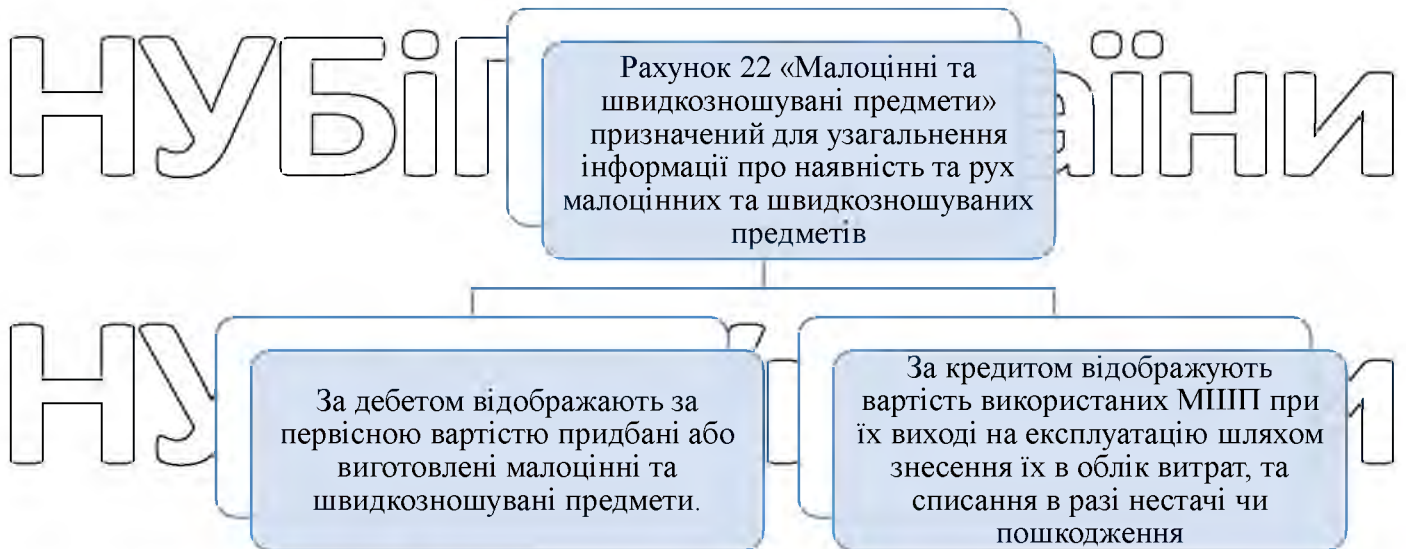 Рахунок 22 «Малоцінні та
швидкозношувані предмети»
призначений для узагальнення
інформації про наявність та рух
малоцінних та швидкозношуваних
предметів
За дебетом відображають за
первісною вартістю придбані або
виготовлені малоцінні та
швидкозношувані предмети.
За кредитом відображують
вартість використаних МШП при
їх виході на експлуатацію шляхом
знесення їх в облік витрат, та
списання в разі нестачі чи
пошкодження